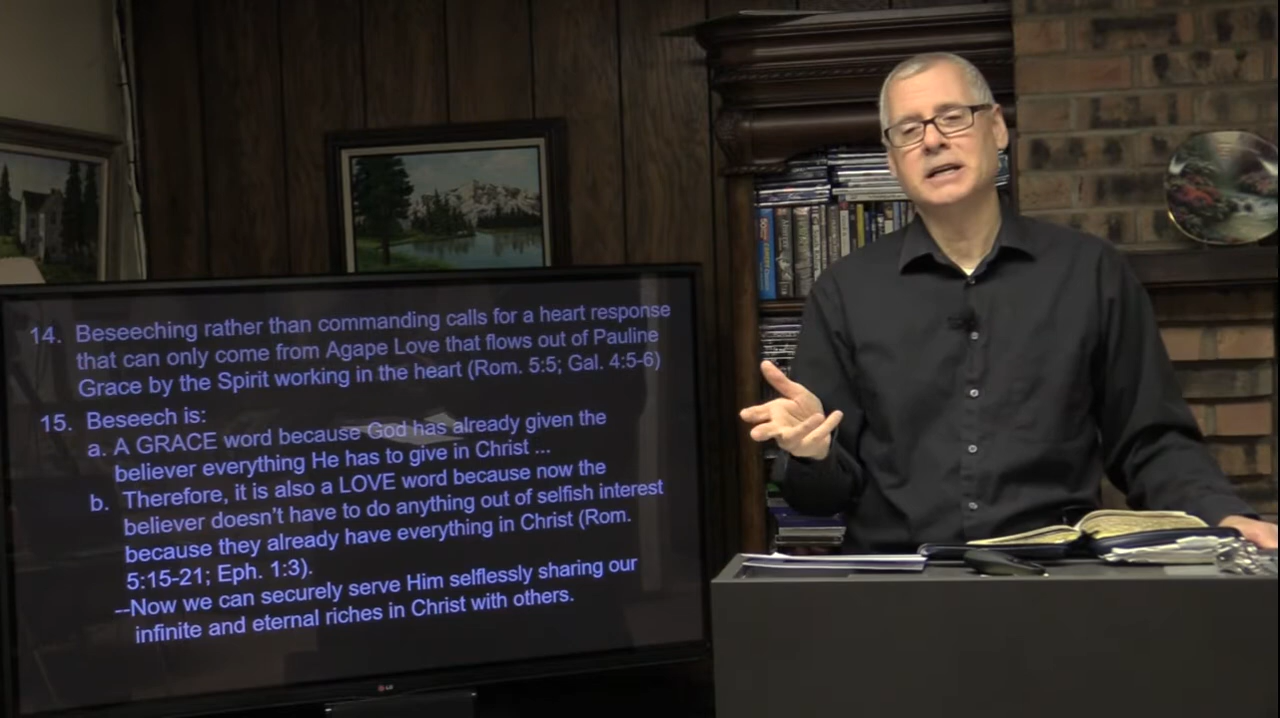 14. Beseeching rather than commanding calls for a heart response
that can only come from Agape Love that flows out of Pauline
Grace by the Spirit working in the heart (Rom. 5:5; Gal. 4:5-6)
15. Beseech is:
a. A GRACE word because God has already given the
believer everything He has to give in Christ ...
b. Therefore, it is also a LOVE word because now the
believer doesn't have to do anything out of selfish interest
because they already have everything in Christ (Rom.
5:15-21; Eph. 1:3).
--Now we can securely serve Him selflessly sharing our
infinite and eternal riches in Christ with others.
LG